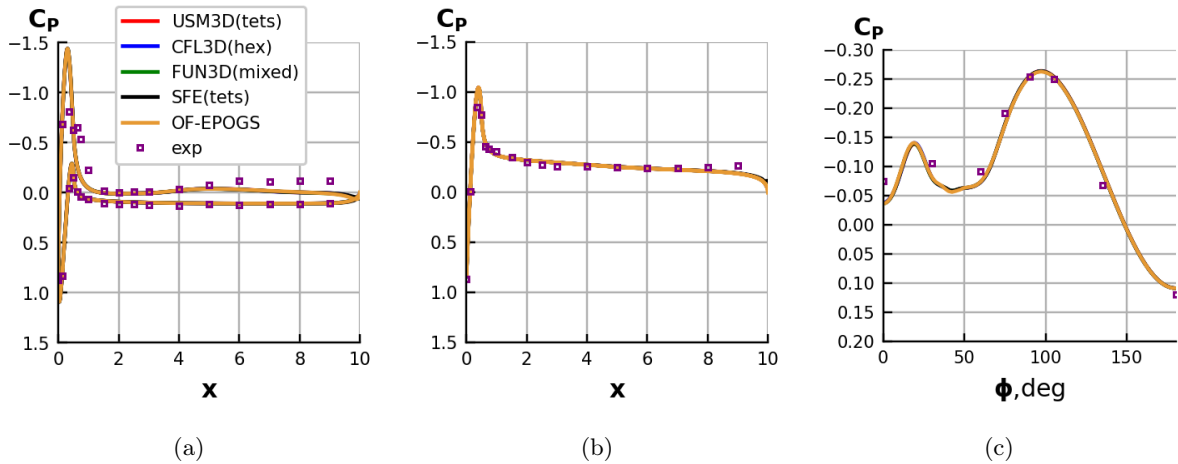 C_P
−1.5
−1.0
−0.5
0.0
0.5
1.0
1.5
0 2 4 6 8 10
x
USM3D(tets)
CFL3D(hex)
FUN3D(mixed)
SFE(tets)
OF-EPOGS
exp
(a)
C_P
−1.5
−1.0
−0.5
0.0
0.5
1.0
1.5
0 2 4 6 8 10
x
(b)
C_P
−0.30
−0.25
−0.20
−0.15
−0.10
−0.05
0.00
0.05
0.10
0.15
0.20
0 50 100 150
ϕ,deg
(c)